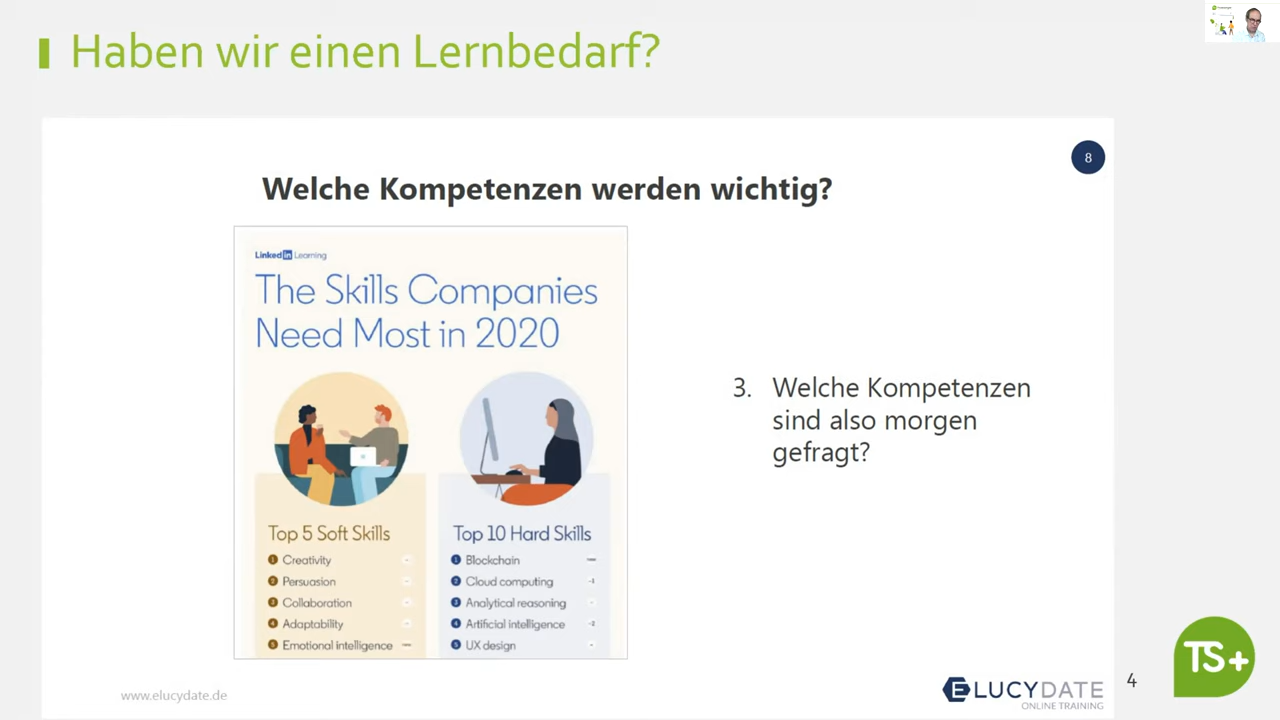 Haben wir einen Lernbedarf?
8
Welche Kompetenzen werden wichtig?
Linked in Learning
The Skills Companies
Need Most in 2020
3. Welche Kompetenzen
sind also morgen
gefragt?
Top 5 Soft Skills
1 Creativity
2 Persuasion
3 Collaboration
4 Adaptability
5 Emotional intelligence
Top 10 Hard Skills
1 Blockchain
2 Cloud computing
3 Analytical reasoning
4 Artificial intelligence
5 UX design
www.elucydate.de
ELUCYDATE
ONLINE TRAINING
4
TS+